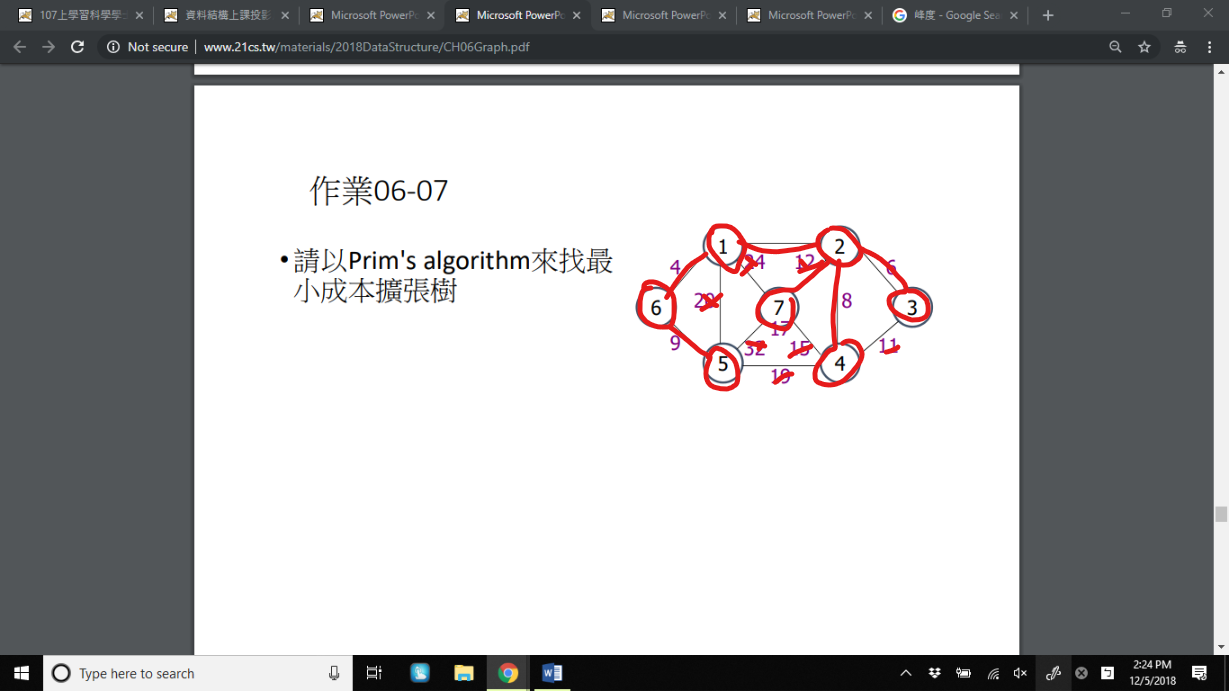 107上學習科學學
資料結構上課投影
Microsoft PowerPo
Microsoft PowerPo
Microsoft PowerPo
Microsoft PowerPo
峰度 - Google Sea
Not secure
www.21cs.tw/materials/2018DataStructure/CH06Graph.pdf
作業06-07
•請以Prim's algorithm來找最
小成本擴張樹
1
2
4
24
12
6
6
20
7
8
3
17
9
32
15
11
5
4
19
Type here to search
2:24 PM
12/5/2018